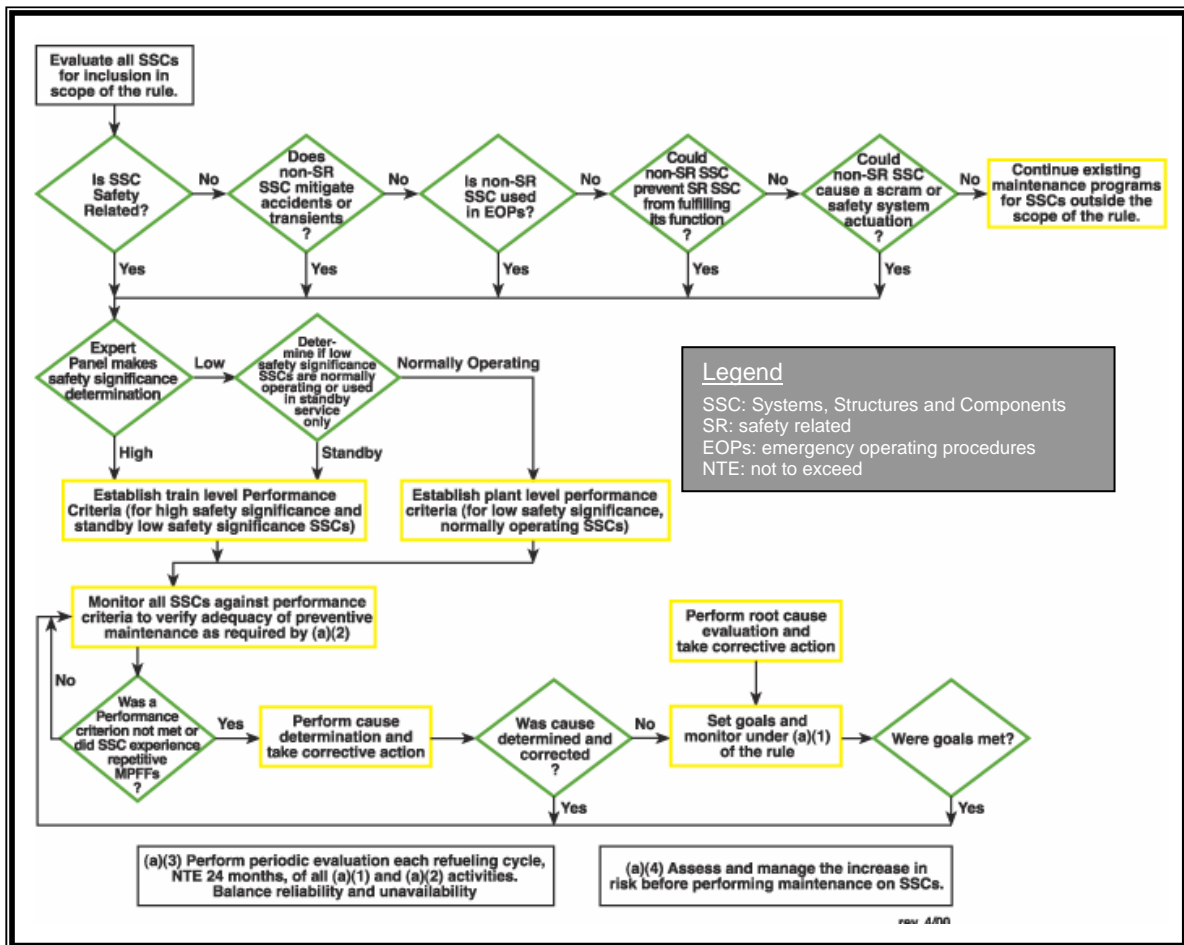 Evaluate all SSCs
for inclusion in
scope of the rule.
Is SSC
Safety
Related?
No
Does
non-SR
SSC mitigate
accidents or
transients
?
No
Is non-SR
SSC used
in EOPs?
No
Could
non-SR SSC
prevent SR SSC
from fulfilling
its function
?
No
Could
non-SR SSC
cause a scram or
safety system
actuation
?
No
Continue existing
maintenance programs
for SSCs outside the
scope of the rule.
Yes
Yes
Yes
Yes
Yes
Expert
Panel makes
safety significance
determination
Low
Deter-
mine if low
safety significance
SSCs are normally
operating or used
in standby
service
only
Normally Operating
High
Standby
Legend
SSC: Systems, Structures and Components
SR: safety related
EOPs: emergency operating procedures
NTE: not to exceed
Establish train level Performance
Criteria (for high safety significance and
standby low safety significance SSCs)
Establish plant level performance
criteria (for low safety significance,
normally operating SSCs)
Monitor all SSCs against performance
criteria to verify adequacy of preventive
maintenance as required by (a)(2)
Perform root cause
evaluation and
take corrective action
No
Was a
Performance
criterion not met or
did SSC experience
repetitive
MPFFs
?
Yes
Perform cause
determination and
take corrective action
Was cause
determined and
corrected
?
No
Set goals and
monitor under (a)(1)
of the rule
Were goals met?
Yes
Yes
(a)(3) Perform periodic evaluation each refueling cycle,
NTE 24 months, of all (a)(1) and (a)(2) activities.
Balance reliability and unavailability
(a)(4) Assess and manage the increase in
risk before performing maintenance on SSCs.
rev. 4/00